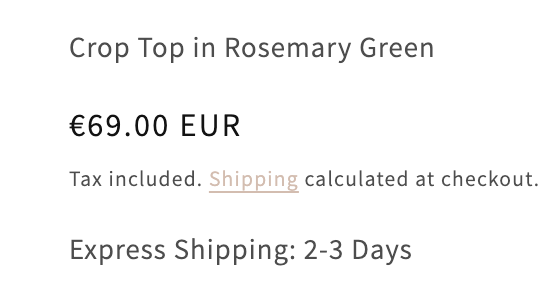 Crop Top in Rosemary Green
€69.00 EUR
Tax included. Shipping calculated at checkout.
Express Shipping: 2-3 Days